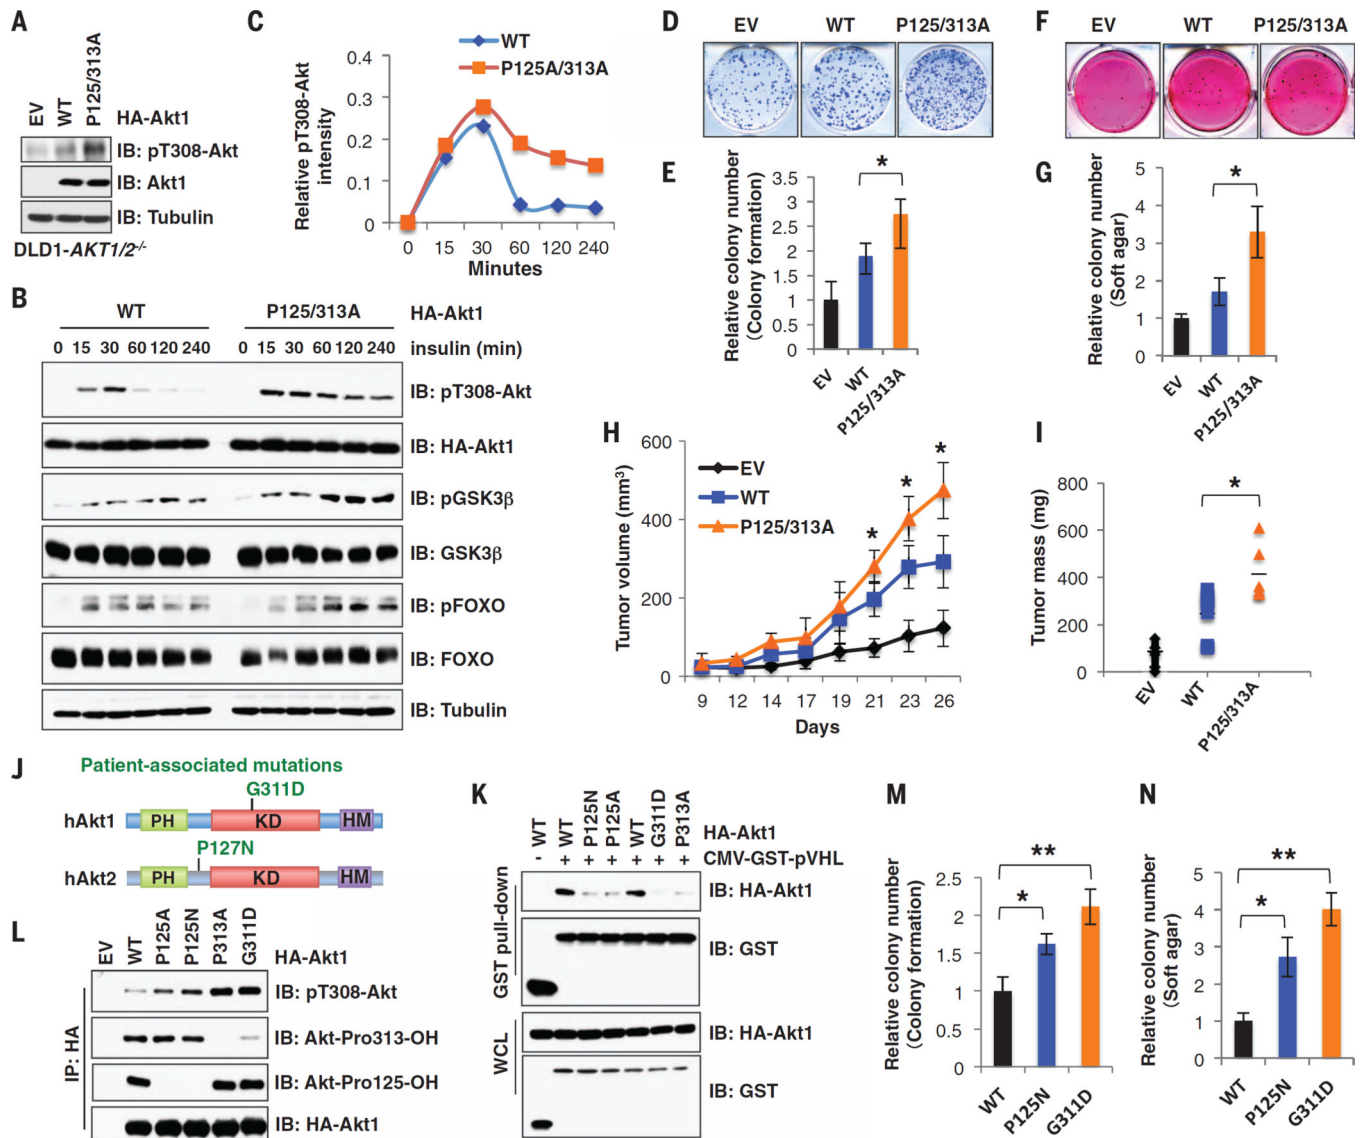 A
EV
WT
P125/313A
HA-Akt1
IB: pT308-Akt
IB: Akt1
IB: Tubulin
DLD1-AKT1/2-/-
B
WT
P125/313A
HA-Akt1
0 15 30 60 120 240
0 15 30 60 120 240
insulin (min)
IB: pT308-Akt
IB: HA-Akt1
IB: pGSK3β
IB: GSK3β
IB: pFOXO
IB: FOXO
IB: Tubulin
C
WT
P125A/313A
Relative pT308-Akt
intensity
0.4
0.3
0.2
0.1
0
0 15 30 60 120 240
Minutes
D
EV
WT
P125/313A
E
Relative colony number
(Colony formation)
3.5
3
2.5
2
1.5
1
0.5
0
*
EV
WT
P125/313A
F
EV
WT
P125/313A
G
Relative colony number
(Soft agar)
5
4
3
2
1
0
*
EV
WT
P125/313A
H
Tumor volume (mm³)
600
400
200
0
EV
WT
P125/313A
* * *
9 12 14 17 19 21 23 26
Days
I
Tumor mass (mg)
800
600
400
200
0
*
EV
WT
P125/313A
J
Patient-associated mutations
G311D
hAkt1
PH KD HM
P127N
hAkt2
PH KD HM
K
WT
WT
P125N
P125A
WT
G311D
P313A
HA-Akt1
- + + + + + +
CMV-GST-pVHL
GST pull-down
IB: HA-Akt1
IB: GST
WCL
IB: HA-Akt1
IB: GST
L
EV
WT
P125A
P125N
P313A
G311D
HA-Akt1
IP: HA
IB: pT308-Akt
IB: Akt-Pro313-OH
IB: Akt-Pro125-OH
IB: HA-Akt1
M
Relative colony number
(Colony formation)
2.5
2
1.5
1
0.5
0
**
*
WT
P125N
G311D
N
Relative colony number
(Soft agar)
5
4
3
2
1
0
**
*
WT
P125N
G311D